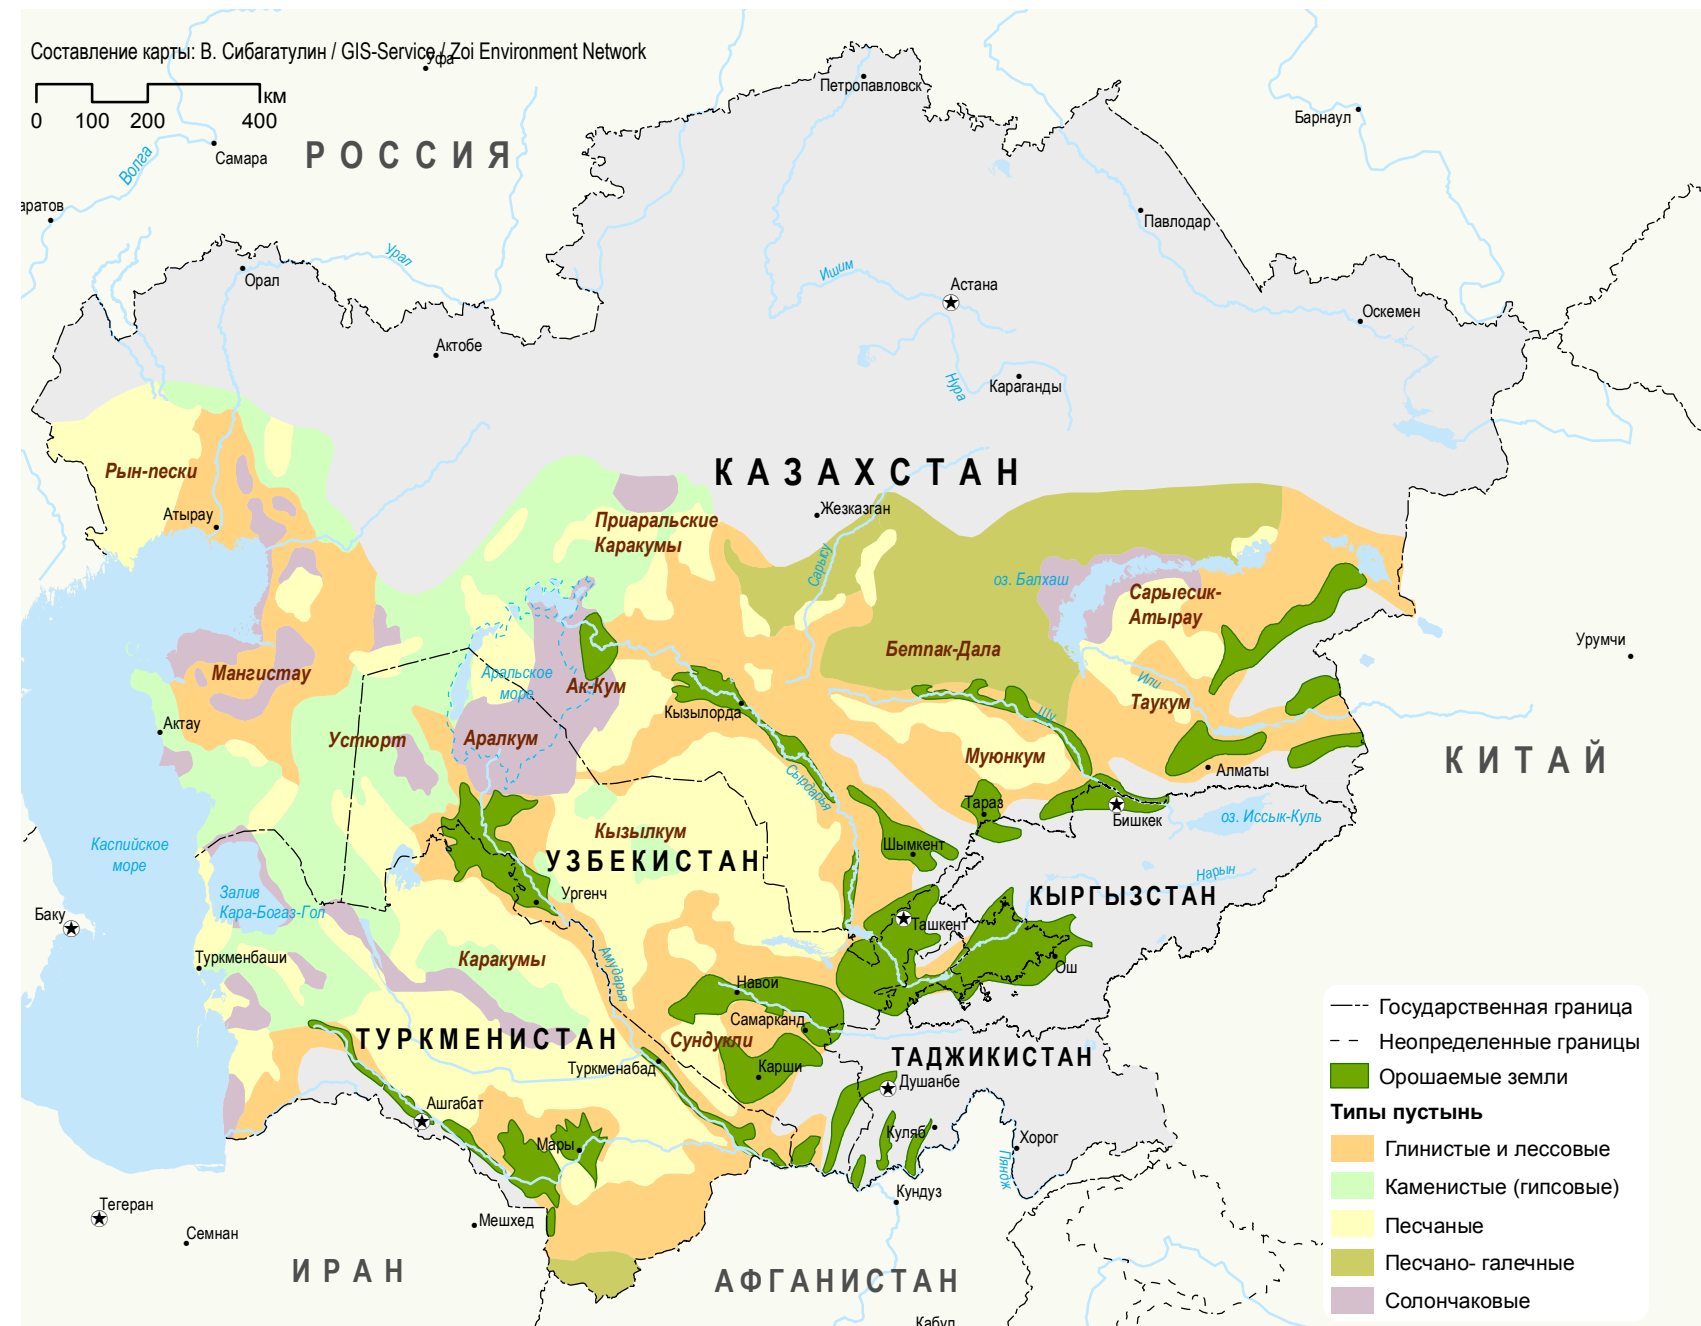 Составление карты: В. Сибагатулин / GIS-Service / Zoi Environment Network
Уфа
км
0 100 200 400
Петропавловск
Барнаул
Самара
Волга
РОССИЯ
аратов
Павлодар
Урал
Орал
Ишим
Астана
Оскемен
Актобе
Нура
Караганды
Рын-пески
КАЗАХСТАН
Атырау
Жезказган
Приаральские
Каракумы
Сарысу
оз. Балхаш
Сарыесик-
Атырау
Урумчи
Бетпак-Дала
Мангистау
Аральское
море
Ак-Кум
Или
Таукум
Кызылорда
Шу
Актау
Устюрт
Аралкум
Муюнкум
КИТАЙ
Сырдарья
Алматы
Тараз
Бишкек
оз. Иссык-Куль
Кызылкум
Каспийское
море
Шымкент
УЗБЕКИСТАН
Нарын
Залив
Кара-Богаз-Гол
Ургенч
КЫРГЫЗСТАН
Баку
Ташкент
Туркменбаши
Каракумы
Амударья
Ош
Навои
Самарканд
ТУРКМЕНИСТАН
Сундукли
ТАДЖИКИСТАН
Туркменабад
Карши
Душанбе
Ашгабат
Мары
Куляб
Хорог
Пяндж
Кундуз
Тегеран
Мешхед
Семнан
ИРАН
АФГАНИСТАН
Кабул
Государственная граница
Неопределенные границы
Орошаемые земли
Типы пустынь
Глинистые и лессовые
Каменистые (гипсовые)
Песчаные
Песчано- галечные
Солончаковые